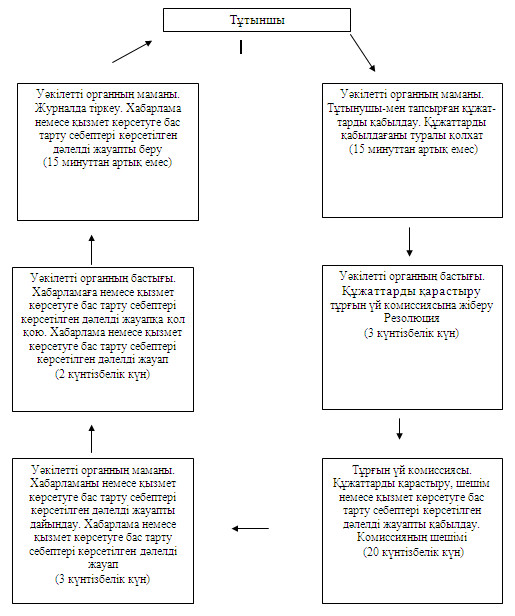 Тұтыншы
Уәкілетті органның маманы.
Журналда тіркеу. Хабарлама
немесе қызмет көрсетуге бас
тарту себептері көрсетілген
дәлелді жауапты беру
(15 минуттан артық емес)
Уәкілетті органның маманы.
Тұтынушы-мен тапсырған құжат-
тарды қабылдау. Құжаттарды
қабылдағаны туралы қолхат
(15 минуттан артық емес)
Уәкілетті органның бастығы.
Хабарламаға немесе қызмет
көрсетуге бас тарту себептері
көрсетілген дәлелді жауапқа қол
қою. Хабарлама немесе қызмет
көрсетуге бас тарту себептері
көрсетілген дәлелді жауап
(2 күнтізбелік күн)
Уәкілетті органның бастығы.
Құжаттарды қарастыру
тұрғын үй комиссиясына жіберу
Резолюция
(3 күнтізбелік күн)
Уәкілетті органның маманы.
Хабарламаны немесе қызмет
көрсетуге бас тарту себептері
көрсетілген дәлелді жауапты
дайындау. Хабарлама немесе
қызмет көрсетуге бас тарту
себептері көрсетілген дәлелді
жауап
(3 күнтізбелік күн)
Тұрғын үй комиссиясы.
Құжаттарды қарастыру, шешім
немесе қызмет көрсетуге бас
тарту себептері көрсетілген
дәлелді жауапты қабылдау.
Комиссияның шешімі
(20 күнтізбелік күн)